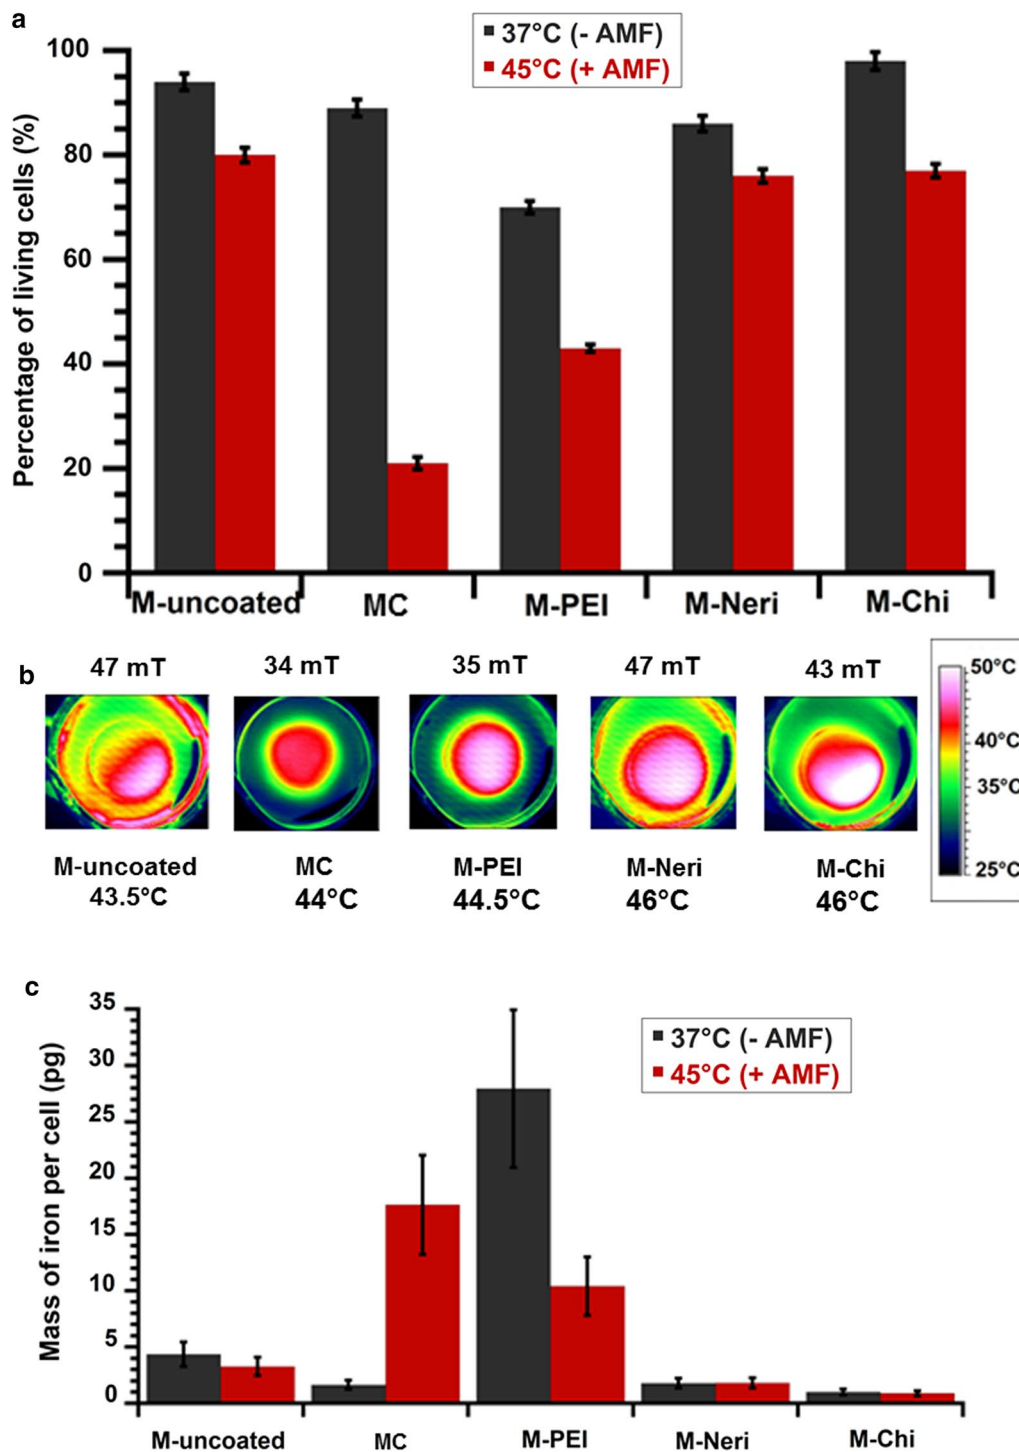 a
37°C (- AMF)
45°C (+ AMF)
Percentage of living cells (%)
100
80
60
40
20
0
M-uncoated MC M-PEI M-Neri M-Chi
b
47 mT 34 mT 35 mT 47 mT 43 mT
50°C
40°C
35°C
25°C
M-uncoated MC M-PEI M-Neri M-Chi
43.5°C 44°C 44.5°C 46°C 46°C
c
37°C (- AMF)
45°C (+ AMF)
Mass of iron per cell (pg)
35
30
25
20
15
10
5
0
M-uncoated MC M-PEI M-Neri M-Chi